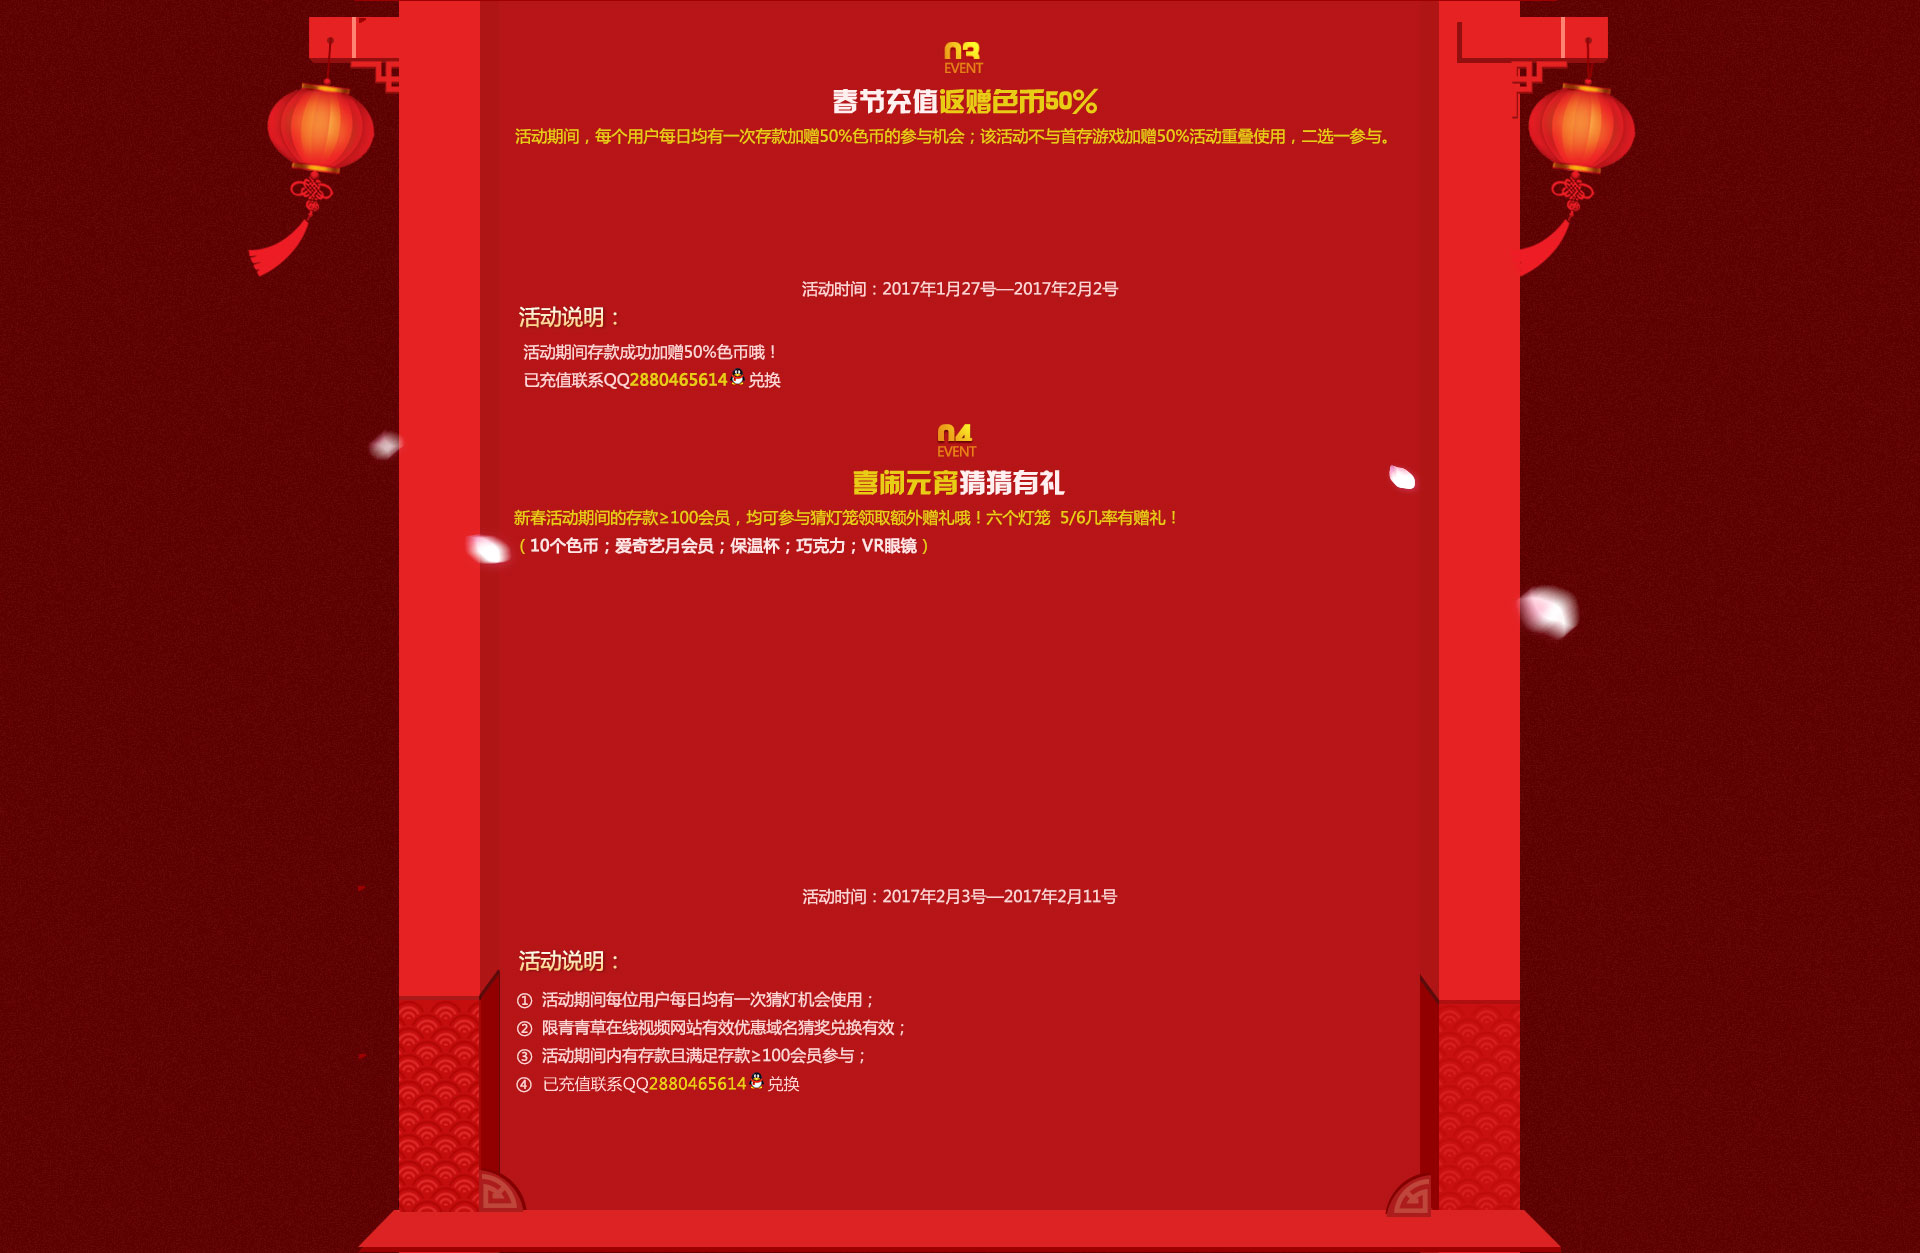 03
EVENT
春节充值返赠色币50%
活动期间，每个用户每日均有一次存款加赠50%色币的参与机会；该活动不与首存游戏加赠50%活动重叠使用，二选一参与。
活动时间：2017年1月27号—2017年2月2号
活动说明：
活动期间存款成功加赠50%色币哦！
已充值联系QQ2880465614兑换
04
EVENT
喜闹元宵猜猜有礼
新春活动期间的存款≥100会员，均可参与猜灯笼领取额外赠礼哦！六个灯笼 5/6几率有赠礼！
（10个色币；爱奇艺月会员；保温杯；巧克力；VR眼镜）
活动时间：2017年2月3号—2017年2月11号
活动说明：
① 活动期间每位用户每日均有一次猜灯机会使用；
② 限青青草在线视频网站有效优惠域名猜奖兑换有效；
③ 活动期间内有存款且满足存款≥100会员参与；
④ 已充值联系QQ2880465614兑换